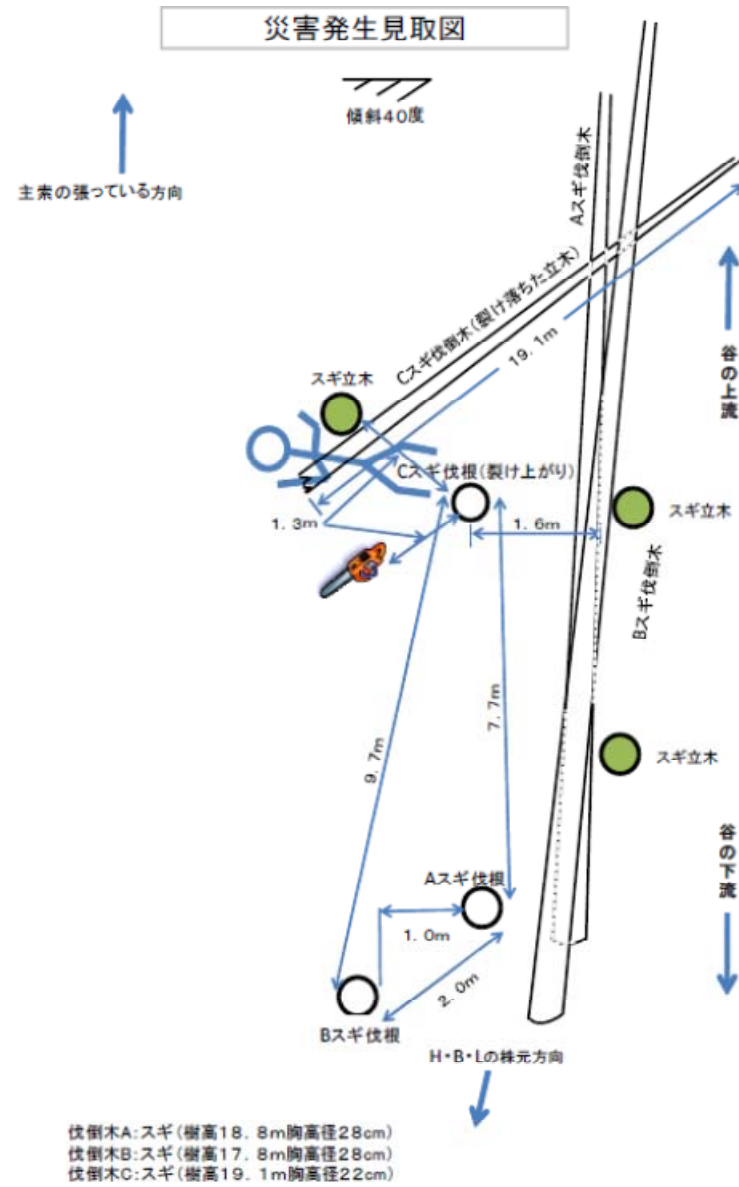 災害発生見取図
傾斜40度
主索の張っている方向
Aスギ伐倒木
Cスギ伐倒木(裂け落ちた立木)
19.1m
谷の上流
スギ立木
Cスギ伐根(裂け上がり)
1.3m
1.6m
スギ立木
Bスギ伐倒木
7.7m
9.7m
スギ立木
谷の下流
Aスギ伐根
1.0m
2.0m
Bスギ伐根
H・B・Lの株元方向
伐倒木A:スギ(樹高18.8m胸高径28cm)
伐倒木B:スギ(樹高17.8m胸高径28cm)
伐倒木C:スギ(樹高19.1m胸高径22cm)